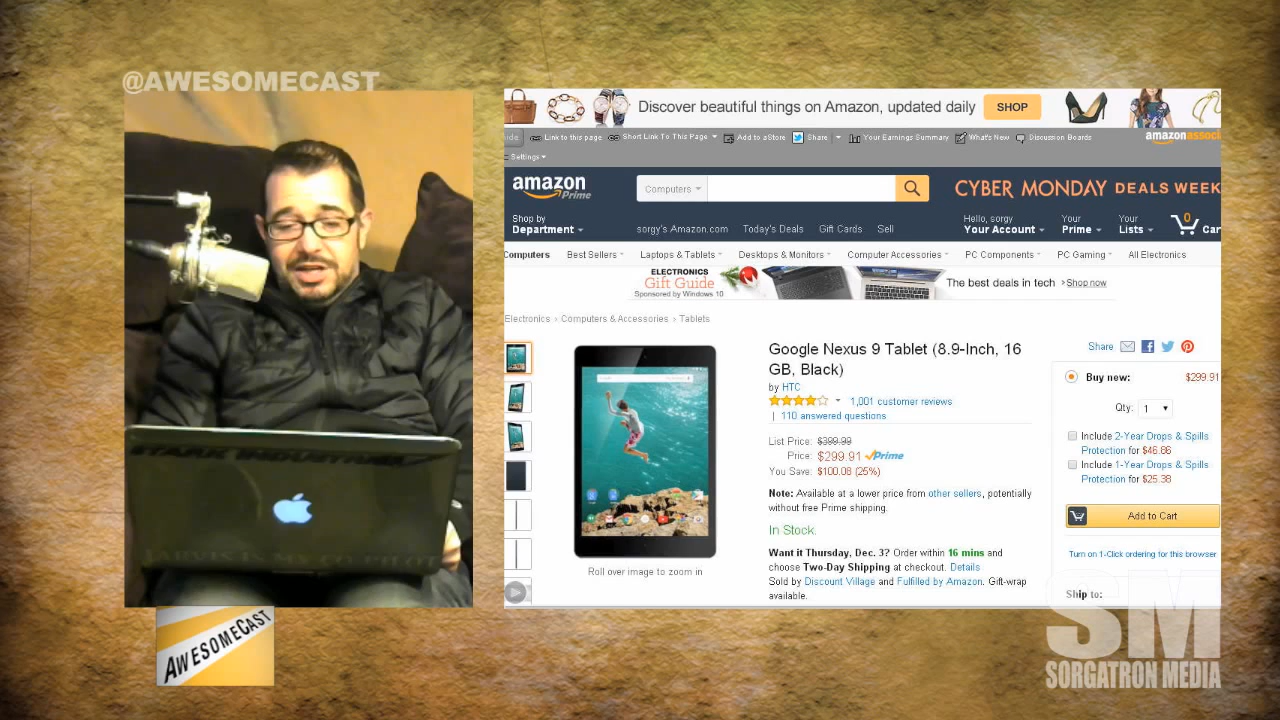 @AWESOMECAST
STARK INDUSTRIES
JARVIS IS MY CO-PILOT
AWESOMECAST
Discover beautiful things on Amazon, updated daily SHOP
Link to this page Short Link To This Page Add to aStore Share Your Earnings Summary What's New Discussion Boards
amazon associ
Settings
amazon Prime
Computers
CYBER MONDAY DEALS WEEK
Shop by
Department
sorgy's Amazon.com Today's Deals Gift Cards Sell
Hello, sorgy
Your Account
Your
Prime
Your
Lists
0
Car
Computers Best Sellers Laptops & Tablets Desktops & Monitors Computer Accessories PC Components PC Gaming All Electronics
ELECTRONICS
Gift Guide
Sponsored by Windows 10
The best deals in tech >Shop now
Electronics › Computers & Accessories › Tablets
Roll over image to zoom in
Google Nexus 9 Tablet (8.9-Inch, 16
GB, Black)
by HTC
1,001 customer reviews
| 110 answered questions
List Price: $399.99
Price: $299.91 Prime
You Save: $100.08 (25%)
Note: Available at a lower price from other sellers, potentially
without free Prime shipping.
In Stock.
Want it Thursday, Dec. 3? Order within 16 mins and
choose Two-Day Shipping at checkout. Details
Sold by Discount Village and Fulfilled by Amazon. Gift-wrap
available.
Share
Buy new: $299.91
Qty: 1
Include 2-Year Drops & Spills
Protection for $46.86
Include 1-Year Drops & Spills
Protection for $25.38
Add to Cart
Turn on 1-Click ordering for this browser
Ship to:
SM
SORGATRON MEDIA